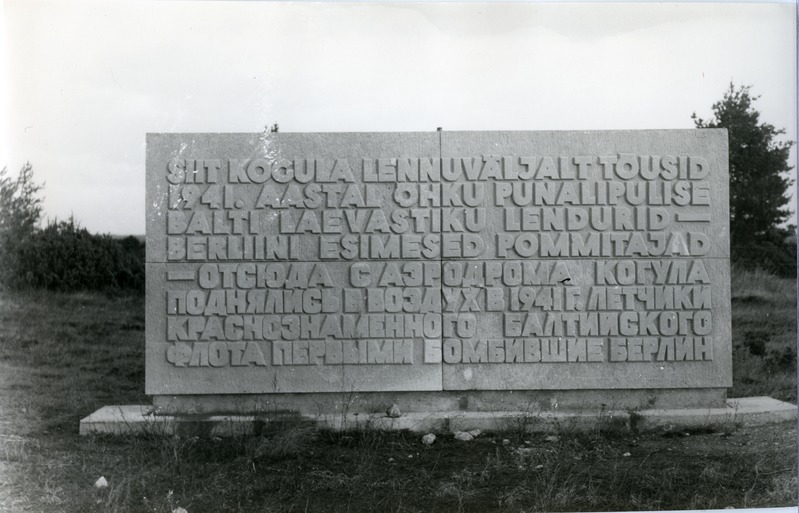 SIIT KOGULA LENNUVÄLJALT TÕUSID
1941. AASTAL ÕHKU PUNALIPULISE
BALTI LAEVASTIKU LENDURID—
BERLIINI ESIMESED POMMITAJAD
—ОТСЮДА С АЭРОДРОМА КОГУЛА
ПОДНЯЛИСЬ В ВОЗДУХ В 1941 Г. ЛЕТЧИКИ
КРАСНОЗНАМЕННОГО БАЛТИЙСКОГО
ФЛОТА ПЕРВЫМИ БОМБИВШИЕ БЕРЛИН